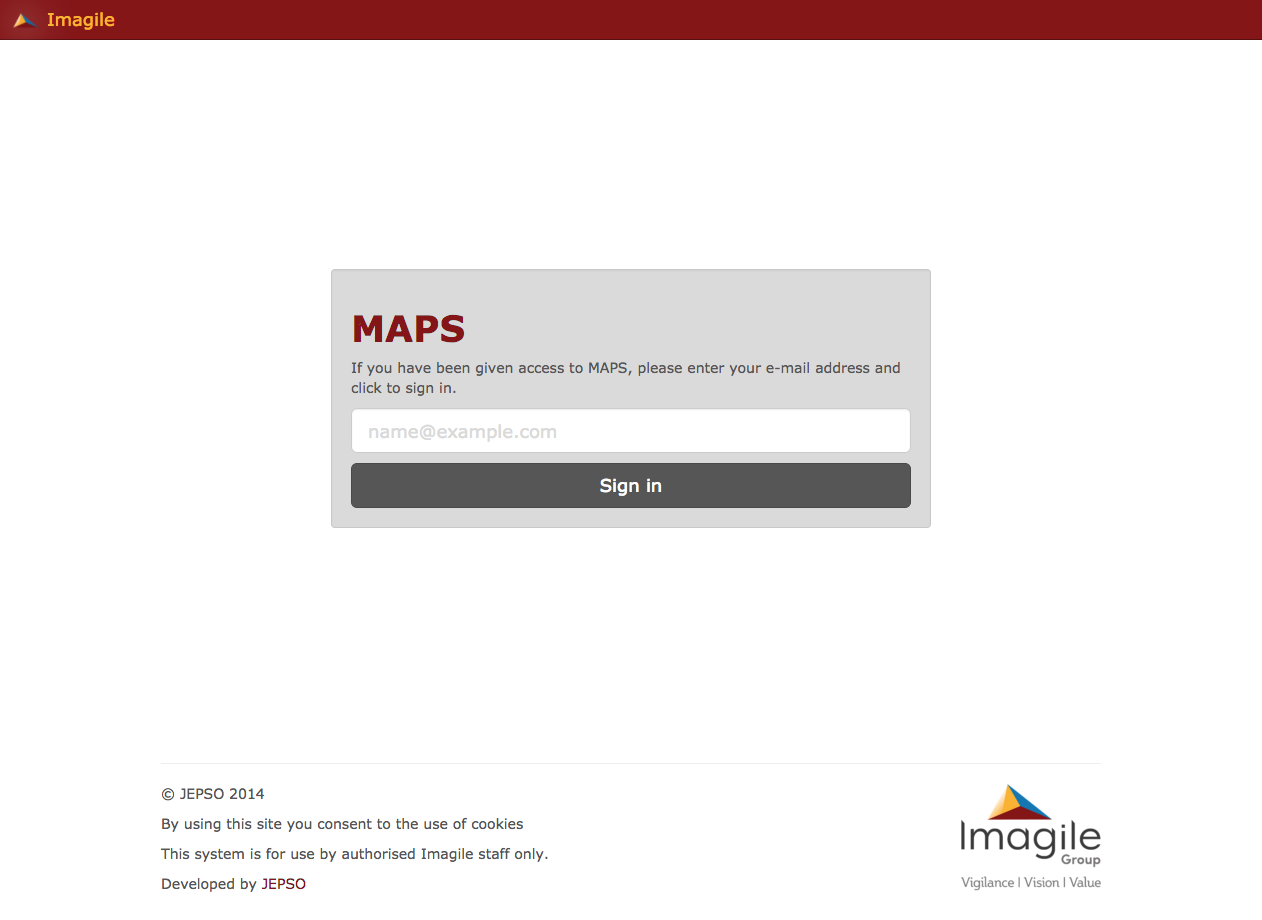 Imagile
MAPS
If you have been given access to MAPS, please enter your e-mail address and
click to sign in.
name@example.com
Sign in
© JEPSO 2014
By using this site you consent to the use of cookies
This system is for use by authorised Imagile staff only.
Developed by JEPSO
Imagile
Group
Vigilance | Vision | Value